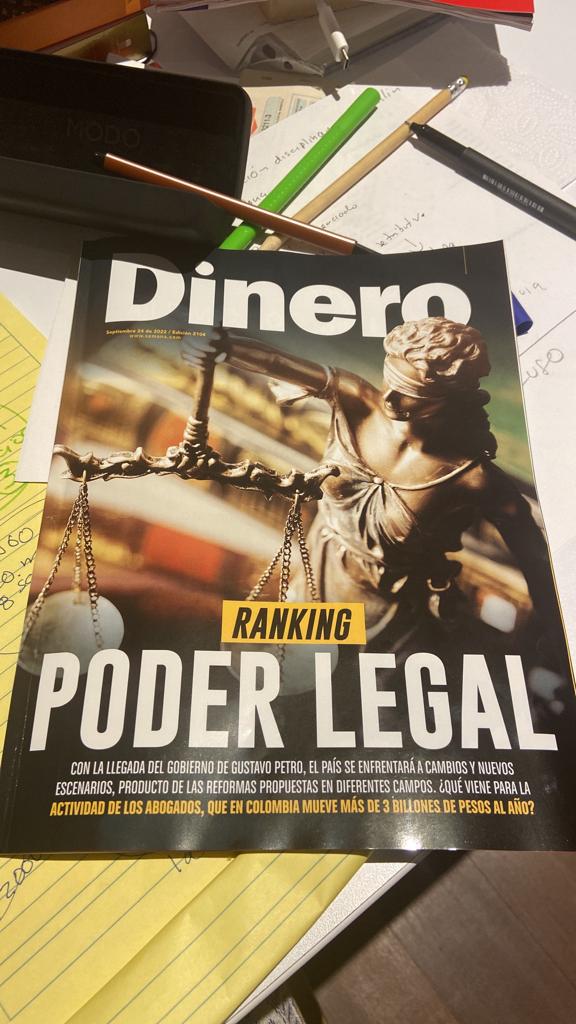 MODO
disciplina
Dinero
Septiembre 24 de 2022 / Edición 2104
www.semana.com
RANKING
PODER LEGAL
CON LA LLEGADA DEL GOBIERNO DE GUSTAVO PETRO, EL PAÍS SE ENFRENTARÁ A CAMBIOS Y NUEVOS
ESCENARIOS, PRODUCTO DE LAS REFORMAS PROPUESTAS EN DIFERENTES CAMPOS. ¿QUÉ VIENE PARA LA
ACTIVIDAD DE LOS ABOGADOS, QUE EN COLOMBIA MUEVE MÁS DE 3 BILLONES DE PESOS AL AÑO?